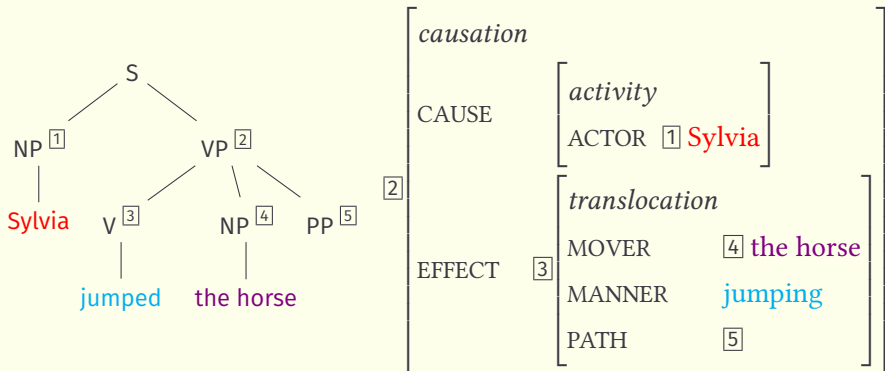 S
NP 1 VP 2
Sylvia V 3 NP 4 PP 5
jumped the horse
2
causation
CAUSE
activity
ACTOR 1 Sylvia
EFFECT 3
translocation
MOVER 4 the horse
MANNER jumping
PATH 5